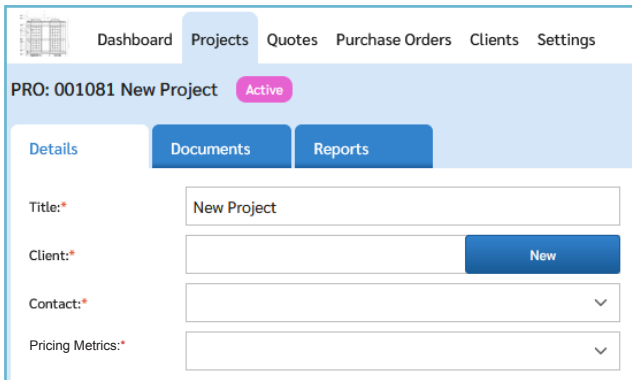 Dashboard Projects Quotes Purchase Orders Clients Settings
PRO: 001081 New Project Active
Details Documents Reports
Title:* New Project
Client:* New
Contact:*
Pricing Metrics:*